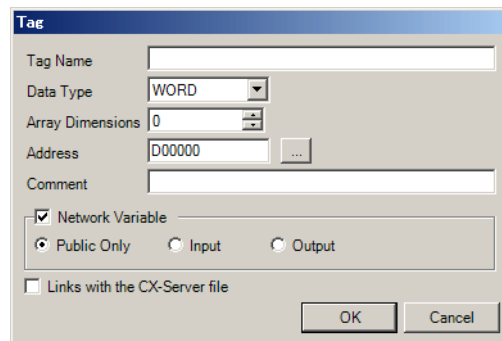 Tag
Tag Name
Data Type WORD
Array Dimensions 0
Address D00000 ...
Comment
Network Variable
Public Only Input Output
Links with the CX-Server file
OK Cancel